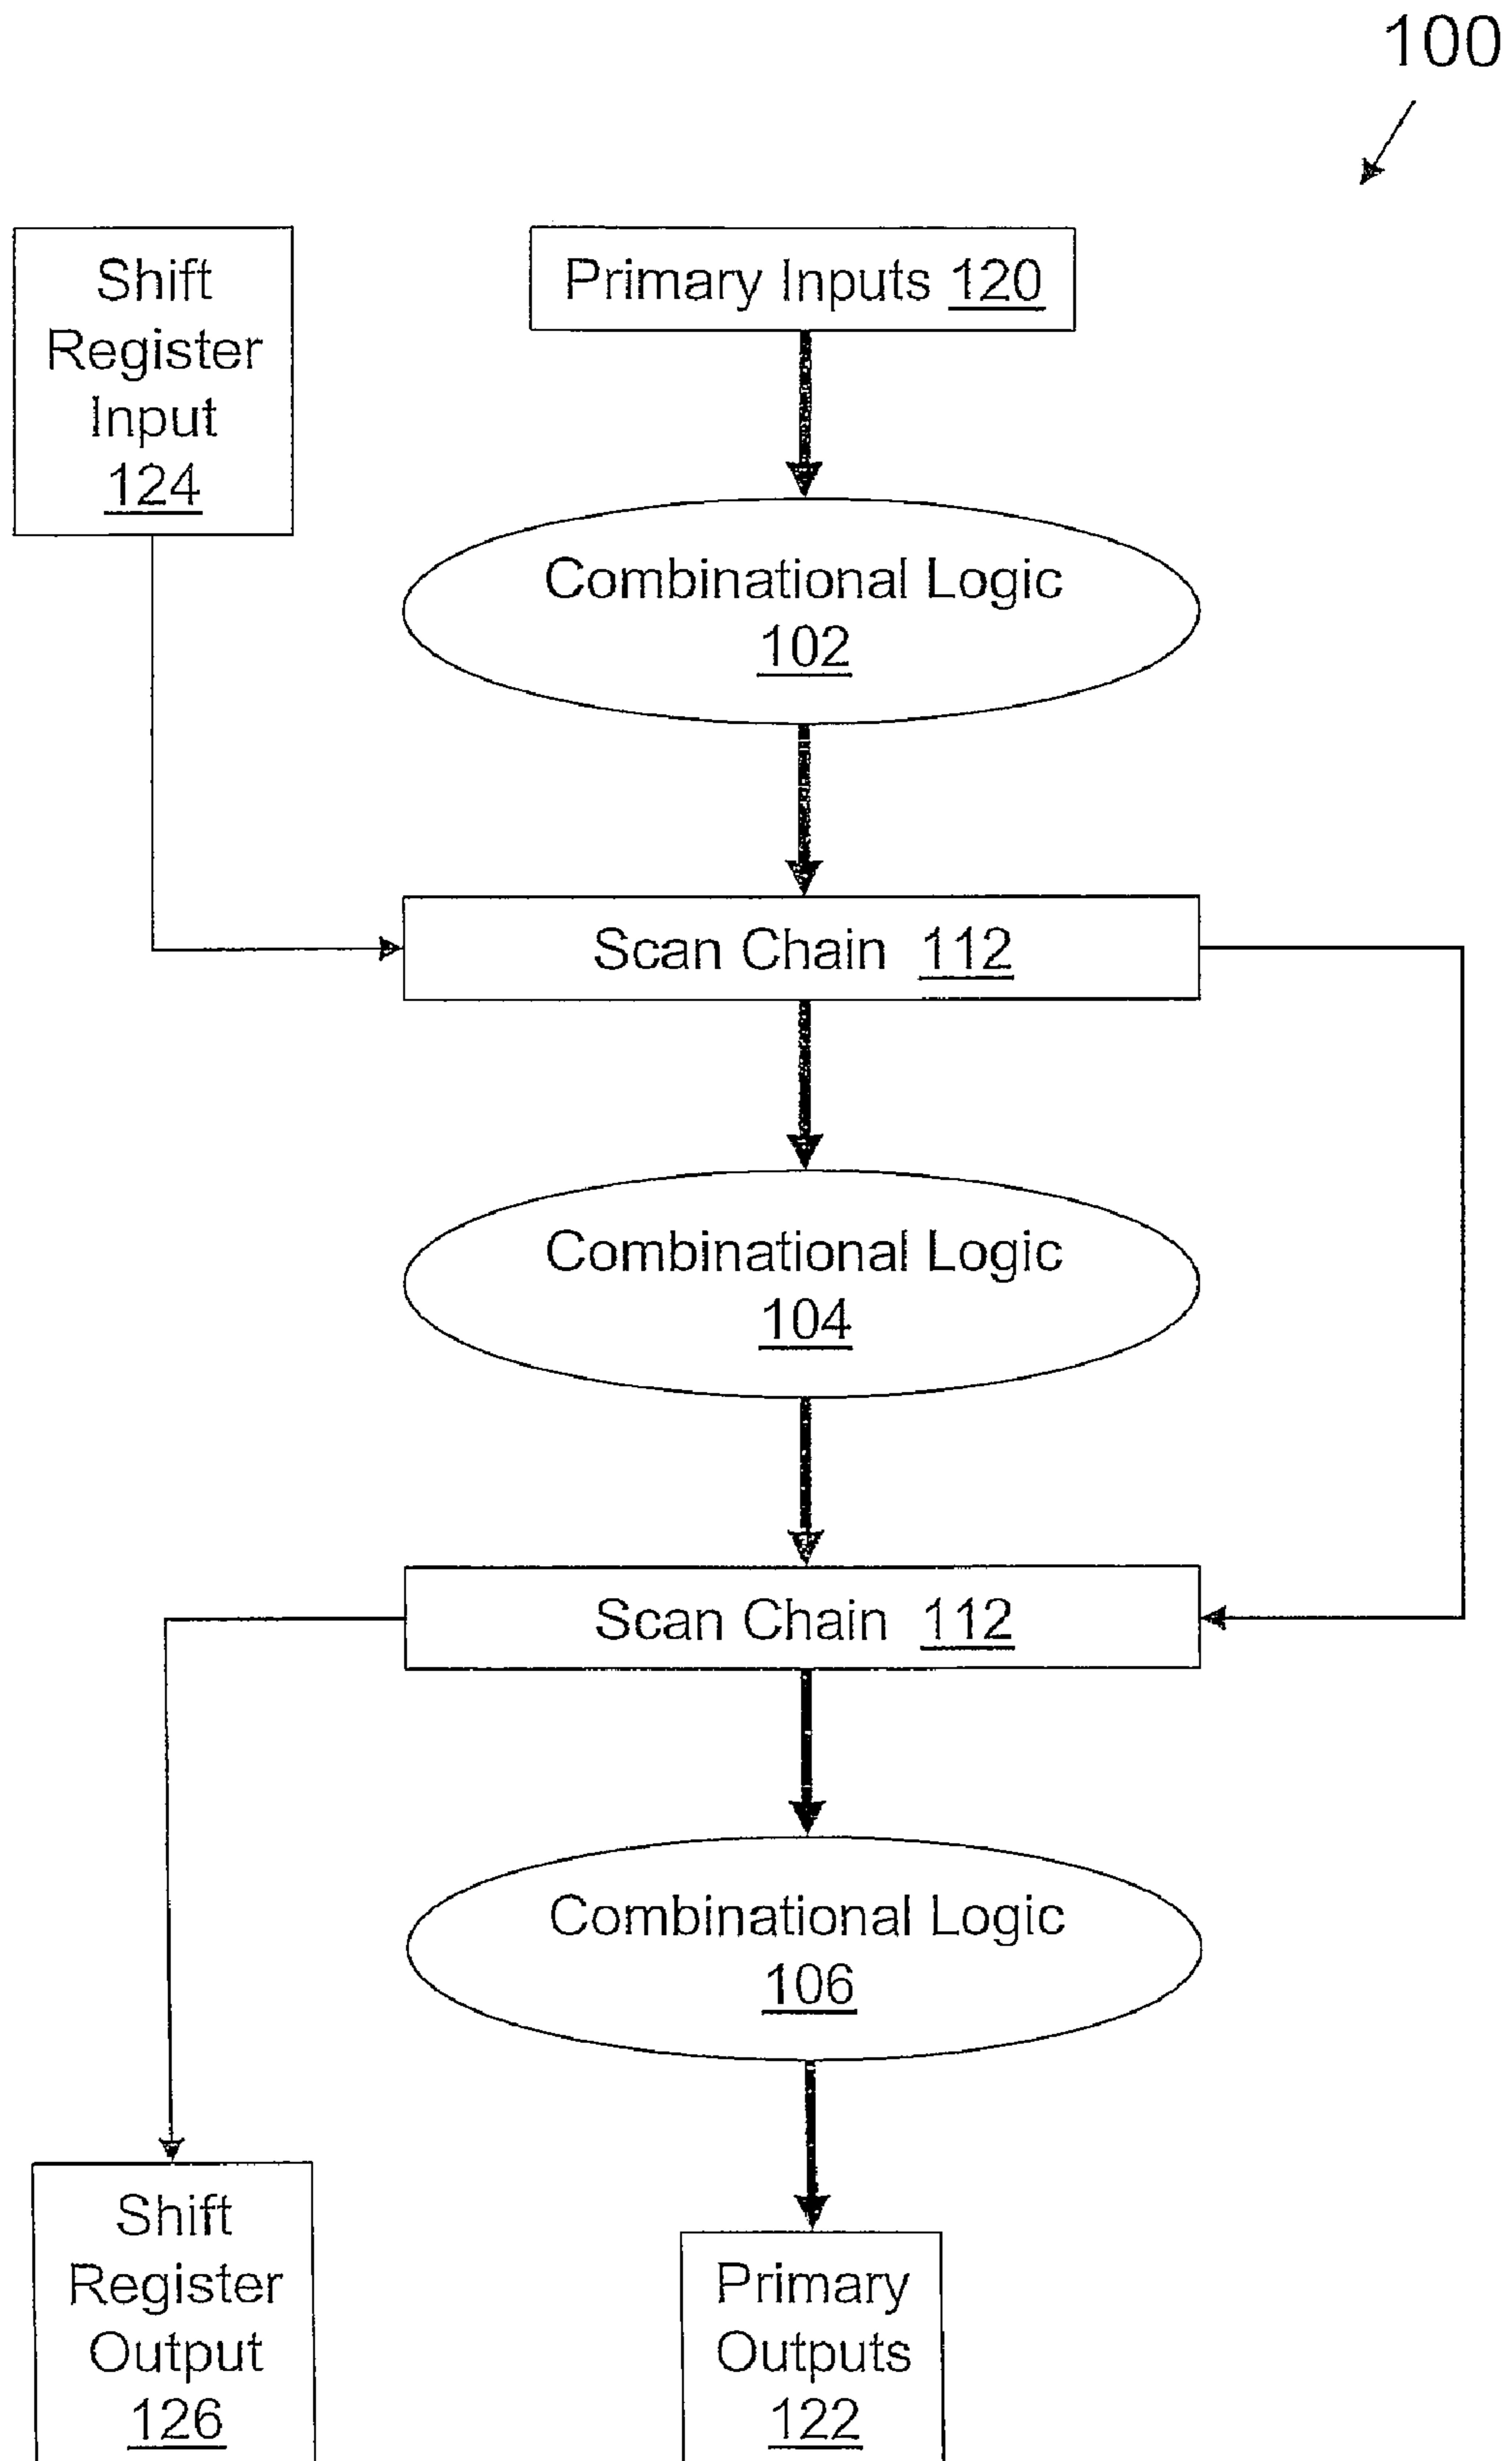 100
Shift
Register
Input
124
Primary Inputs 120
Combinational Logic
102
Scan Chain 112
Combinational Logic
104
Scan Chain 112
Combinational Logic
106
Shift
Register
Output
126
Primary
Outputs
122